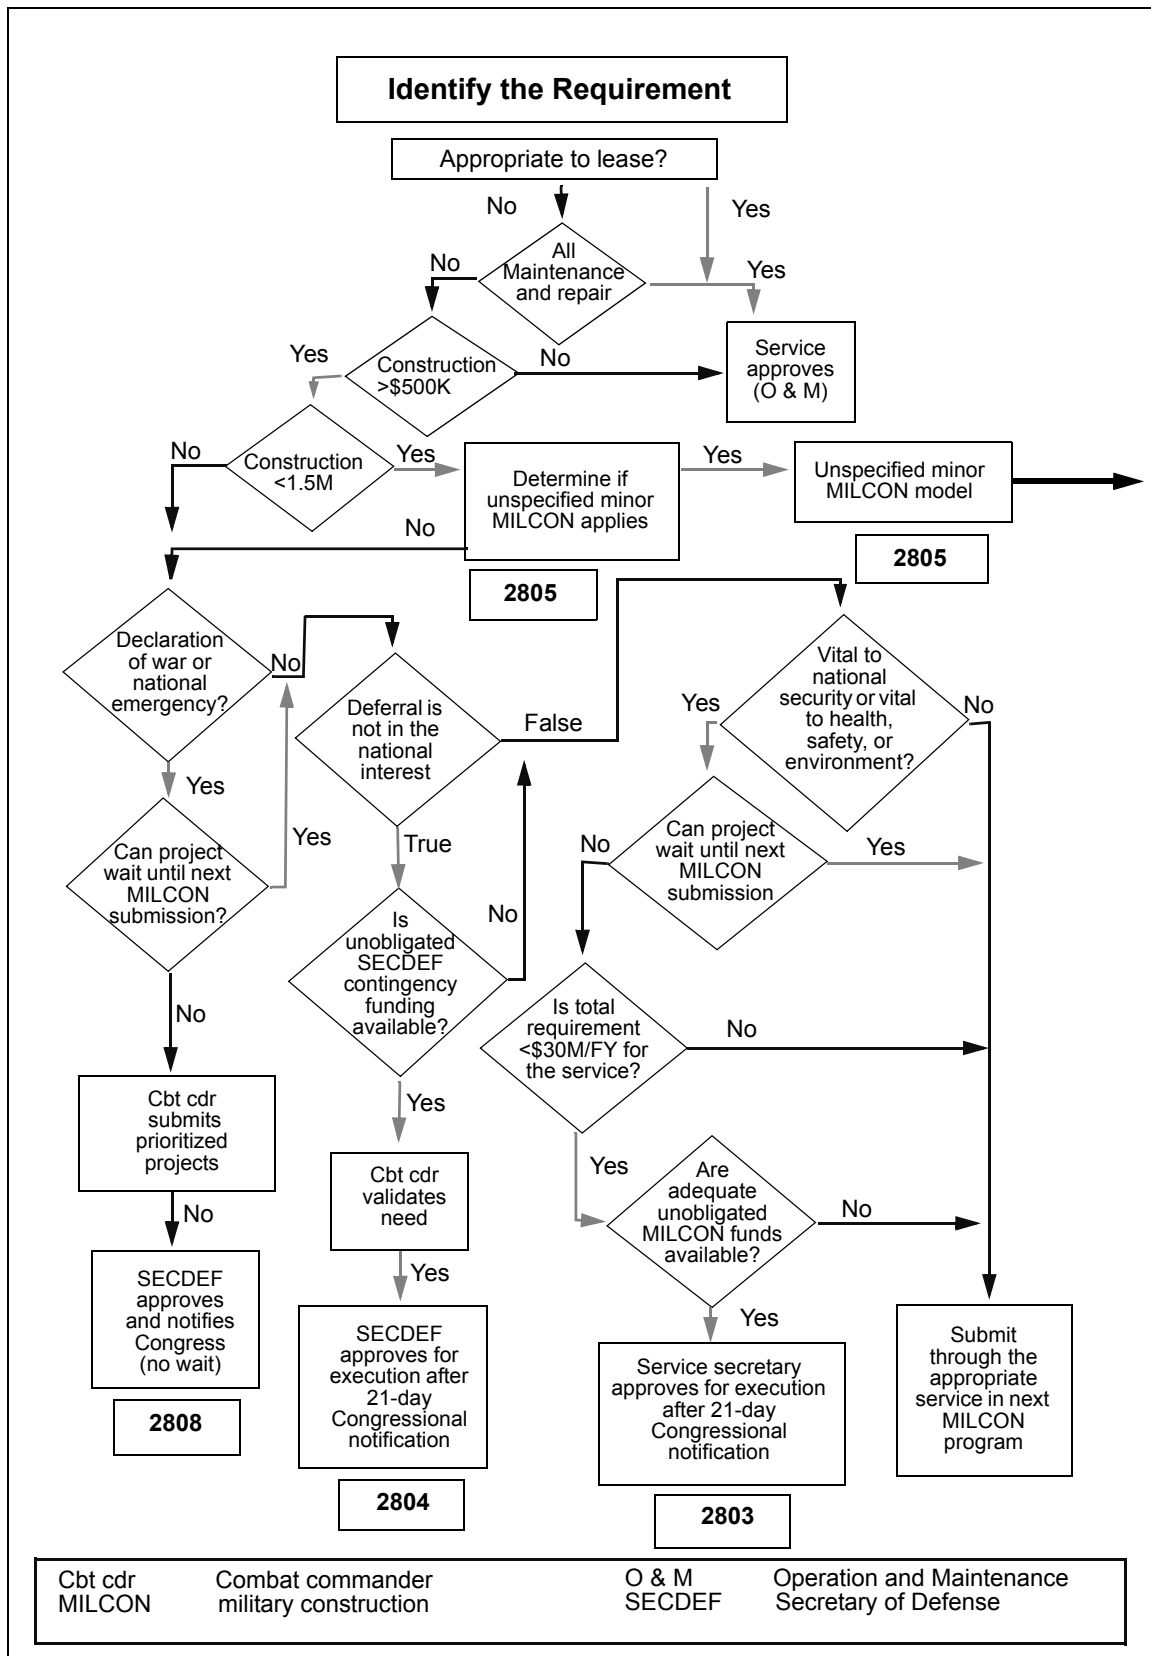 Identify the Requirement
Appropriate to lease?
No
Yes
All
Maintenance
and repair
No
Yes
Construction
>$500K
Yes
No
Service
approves
(O & M)
Construction
<1.5M
No
Yes
Determine if
unspecified minor
MILCON applies
Yes
Unspecified minor
MILCON model
No
2805
2805
Declaration
of war or
national
emergency?
No
Deferral is
not in the
national
interest
False
Vital to
national
security or vital
to health,
safety, or
environment?
Yes
No
Yes
Can project
wait until next
MILCON
submission?
Yes
True
Can project
wait until next
MILCON
submission
No
Yes
Is
unobligated
SECDEF
contingency
funding
available?
No
No
Is total
requirement
<$30M/FY for
the service?
No
Cbt cdr
submits
prioritized
projects
Yes
Cbt cdr
validates
need
Yes
Are
adequate
unobligated
MILCON funds
available?
No
No
SECDEF
approves
and notifies
Congress
(no wait)
2808
Yes
SECDEF
approves for
execution after
21-day
Congressional
notification
2804
Yes
Service secretary
approves for execution
after 21-day
Congressional
notification
2803
Submit
through the
appropriate
service in next
MILCON
program
Cbt cdr Combat commander O & M Operation and Maintenance
MILCON military construction SECDEF Secretary of Defense